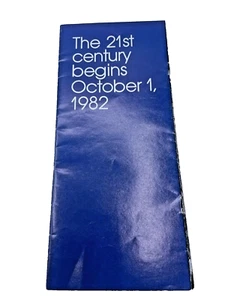 The 21st
century
begins
October 1,
1982